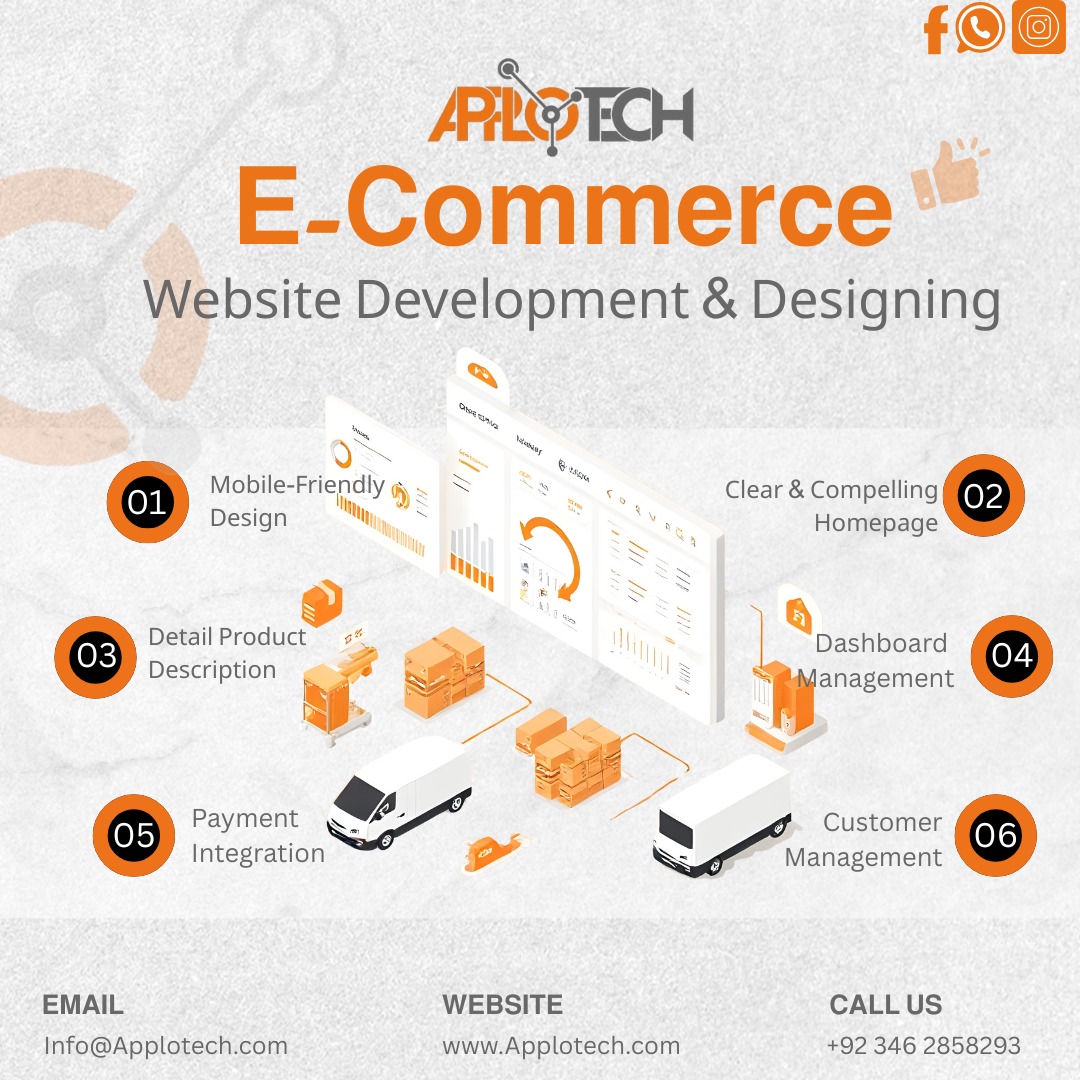 APPLOTECH
E-Commerce
Website Development & Designing
01
Mobile-Friendly
Design
Clear & Compelling
Homepage
02
03
Detail Product
Description
Dashboard
Management
04
05
Payment
Integration
Customer
Management
06
EMAIL
Info@Applotech.com
WEBSITE
www.Applotech.com
CALL US
+92 346 2858293